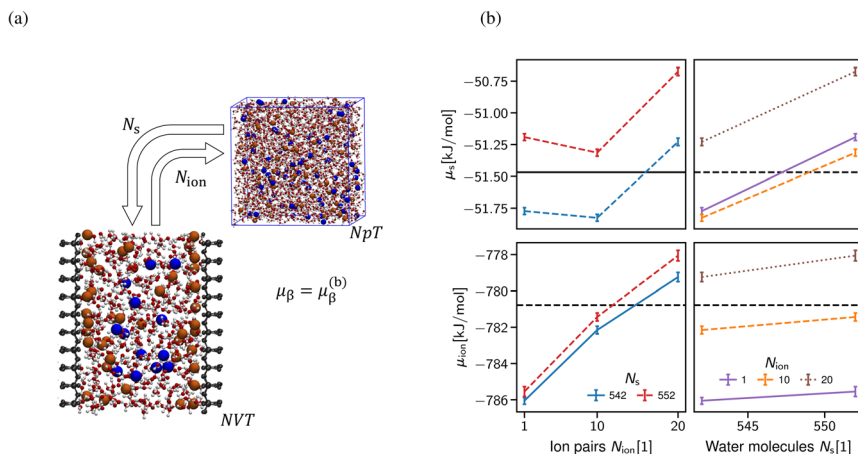 (a)
N_s
N_ion
NpT
μ_β = μ_β^(b)
NVT
(b)
μ_s[kJ/mol]
−50.75
−51.00
−51.25
−51.50
−51.75
μ_ion[kJ/mol]
−778
−780
−782
−784
−786
N_s
542 552
1 10 20
Ion pairs N_ion[1]
N_ion
1 10 20
545 550
Water molecules N_s[1]